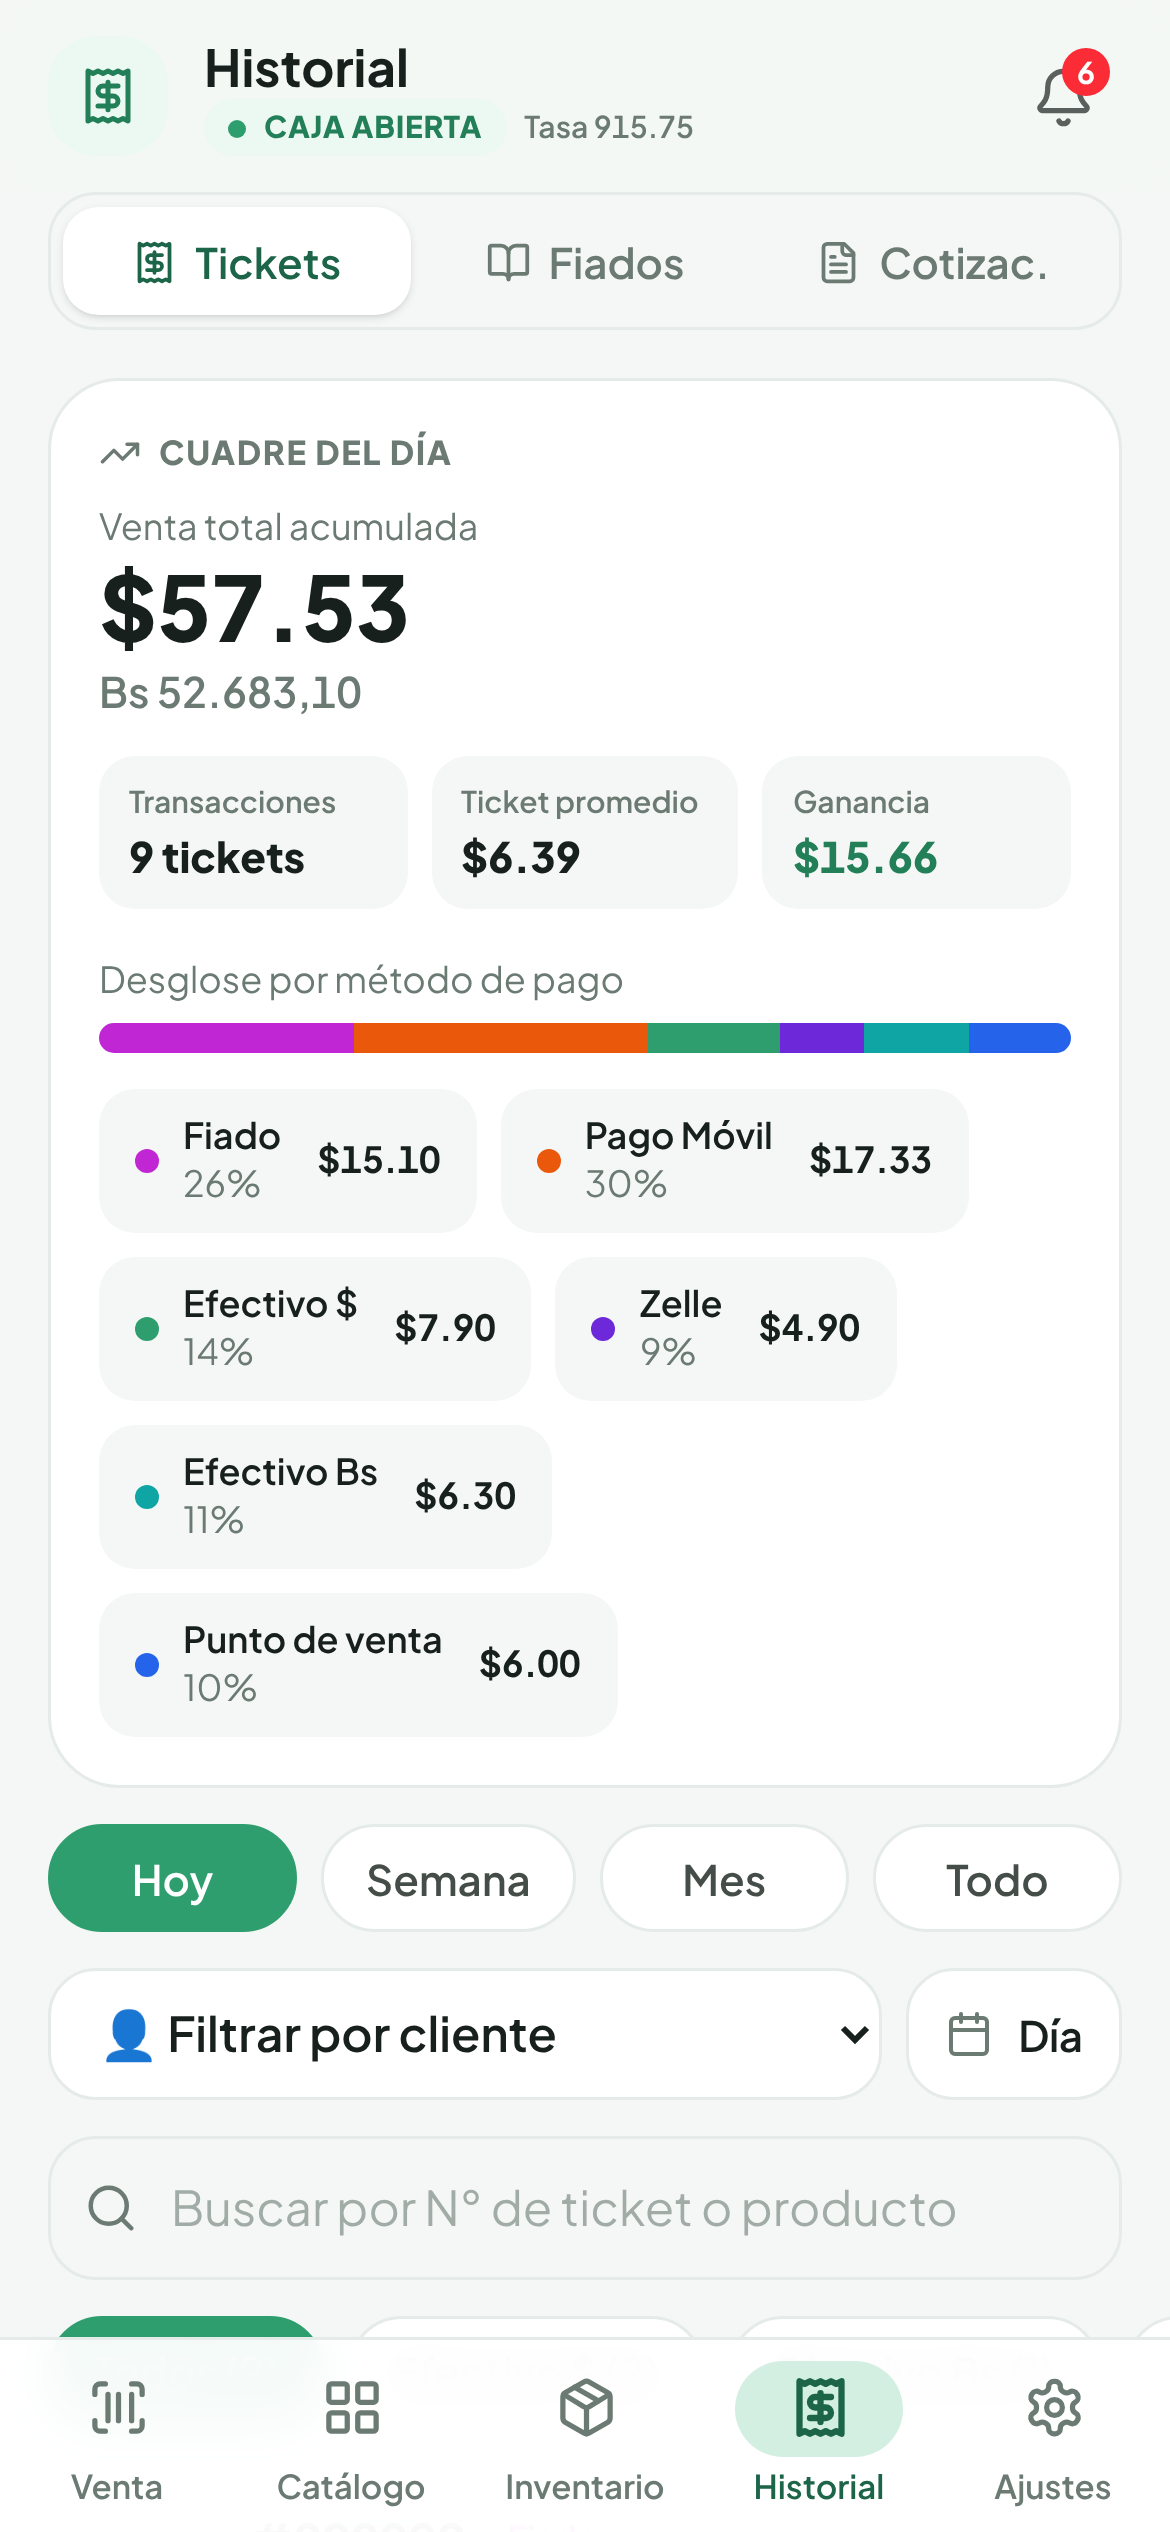 Historial
6
CAJA ABIERTA Tasa 915.75
Tickets Fiados Cotizac.
CUADRE DEL DÍA
Venta total acumulada
$57.53
Bs 52.683,10
Transacciones Ticket promedio Ganancia
9 tickets $6.39 $15.66
Desglose por método de pago
Fiado $15.10 Pago Móvil $17.33
26% 30%
Efectivo $ $7.90 Zelle $4.90
14% 9%
Efectivo Bs $6.30
11%
Punto de venta $6.00
10%
Hoy Semana Mes Todo
Filtrar por cliente Día
Buscar por N° de ticket o producto
Venta Catálogo Inventario Historial Ajustes